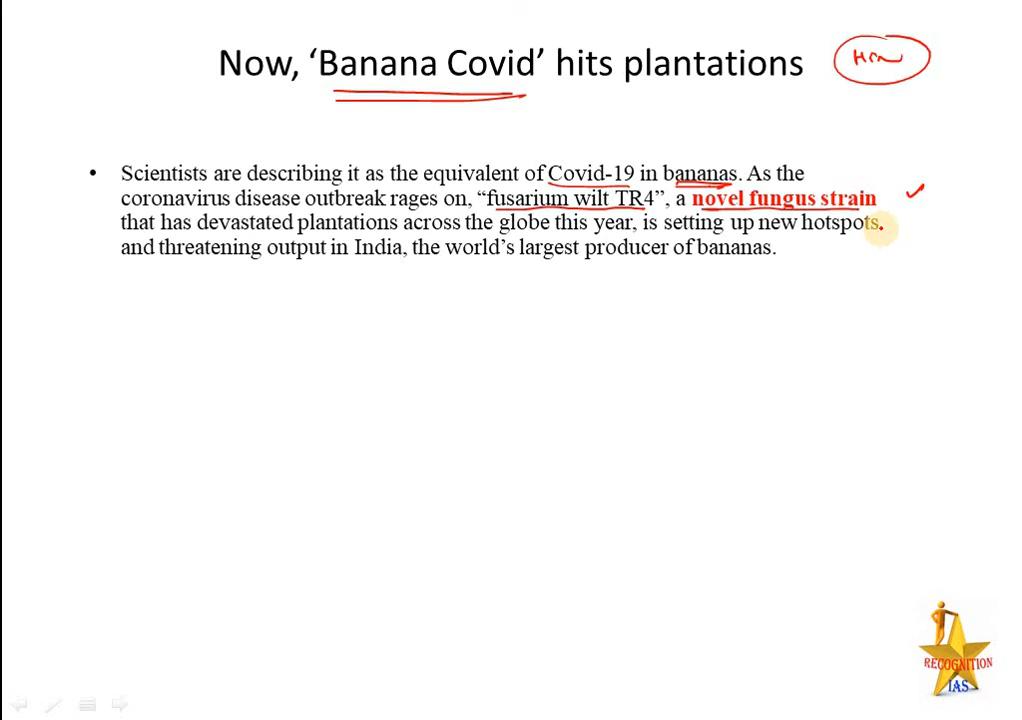 Now, ‘Banana Covid’ hits plantations
• Scientists are describing it as the equivalent of Covid-19 in bananas. As the
coronavirus disease outbreak rages on, “fusarium wilt TR4”, a novel fungus strain
that has devastated plantations across the globe this year, is setting up new hotspots.
and threatening output in India, the world’s largest producer of bananas.
RECOGNITION
IAS